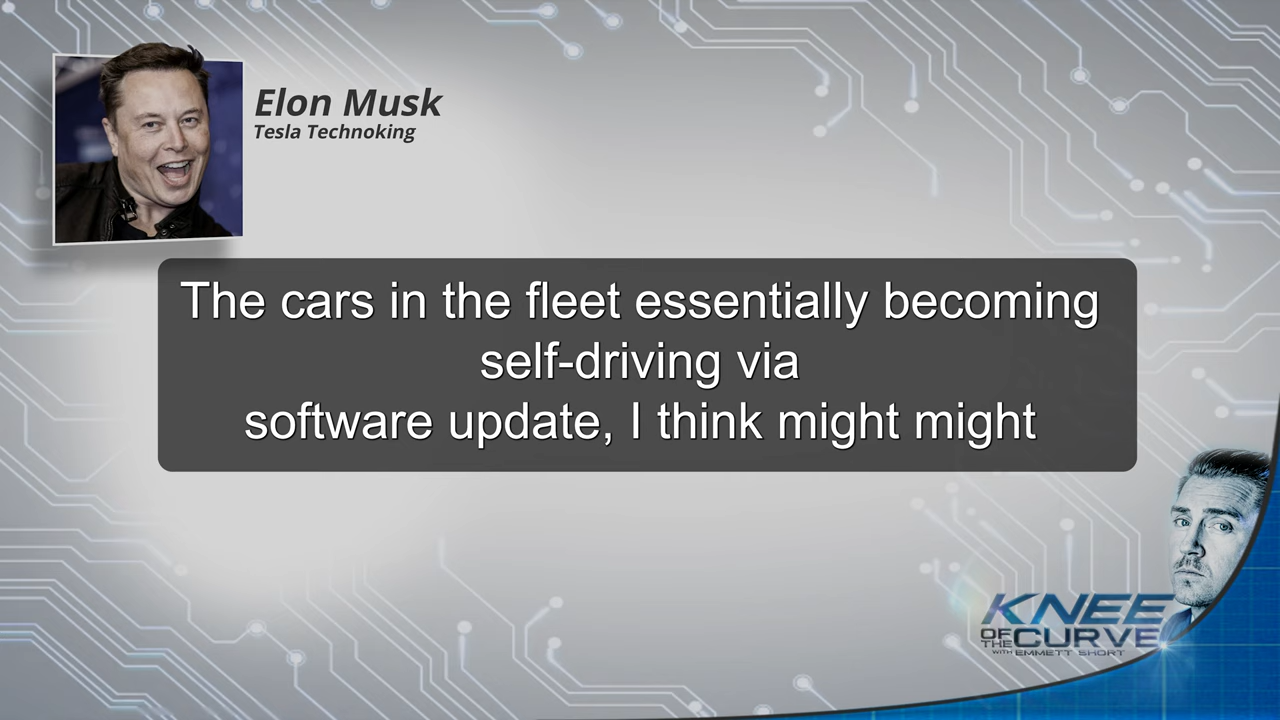 Elon Musk
Tesla Technoking
The cars in the fleet essentially becoming
self-driving via
software update, I think might might
KNEE
OF THE CURVE
WITH EMMETT SHORT